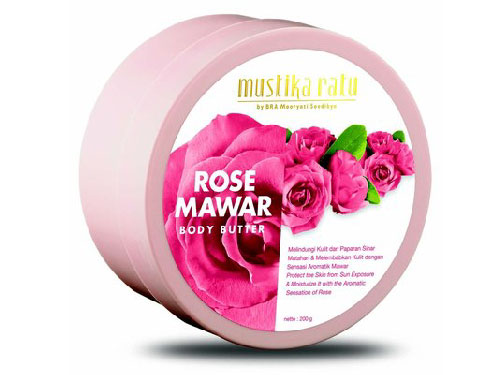 mustika ratu
by BRA Mooryati Soedibyo
ROSE
MAWAR
BODY BUTTER
Melindungi Kulit dari Paparan Sinar
Matahari & Melembabkan Kulit dengan
Sensasi Aromatik Mawar
Protect the Skin from Sun Exposure
& Moisturize It with the Aromatic
Sensation of Rose
netto : 200g